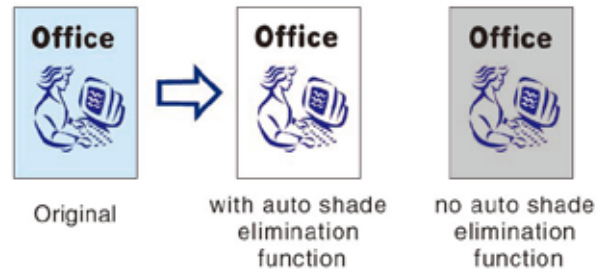 Office
Office
Office
Original
with auto shade
elimination
function
no auto shade
elimination
function